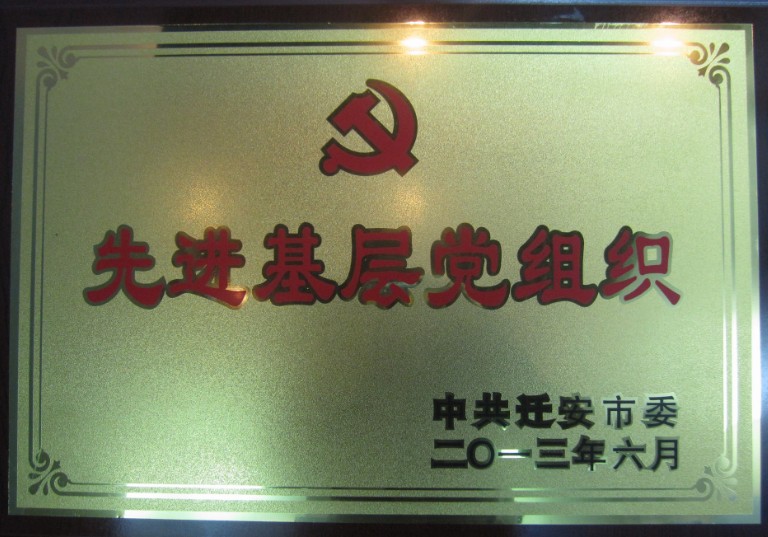 先进基层党组织
中共迁安市委
二〇一三年六月